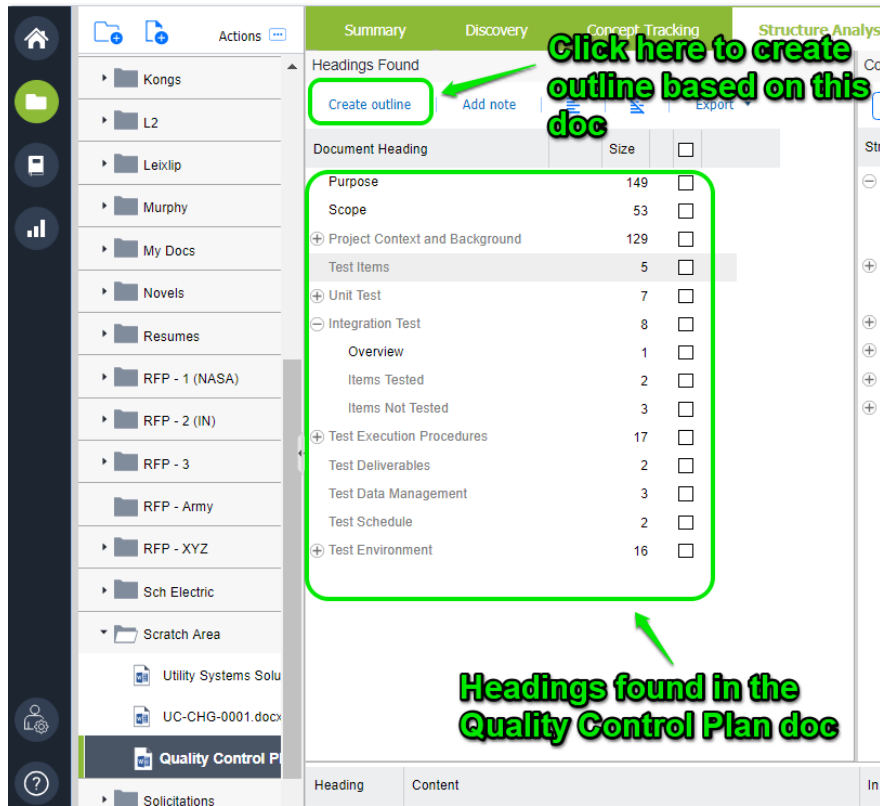 Actions
Kongs
L2
Leixlip
Murphy
My Docs
Novels
Resumes
RFP - 1 (NASA)
RFP - 2 (IN)
RFP - 3
RFP - Army
RFP - XYZ
Sch Electric
Scratch Area
Utility Systems Solu
UC-CHG-0001.docx
Quality Control Pl
Solicitations
Summary Discovery Concept Tracking Structure Analys
Headings Found
Create outline Add note Export
Click here to create
outline based on this
doc
Document Heading Size
Purpose 149
Scope 53
Project Context and Background 129
Test Items 5
Unit Test 7
Integration Test 8
Overview 1
Items Tested 2
Items Not Tested 3
Test Execution Procedures 17
Test Deliverables 2
Test Data Management 3
Test Schedule 2
Test Environment 16
Headings found in the
Quality Control Plan doc
Heading Content
Co
Str
In